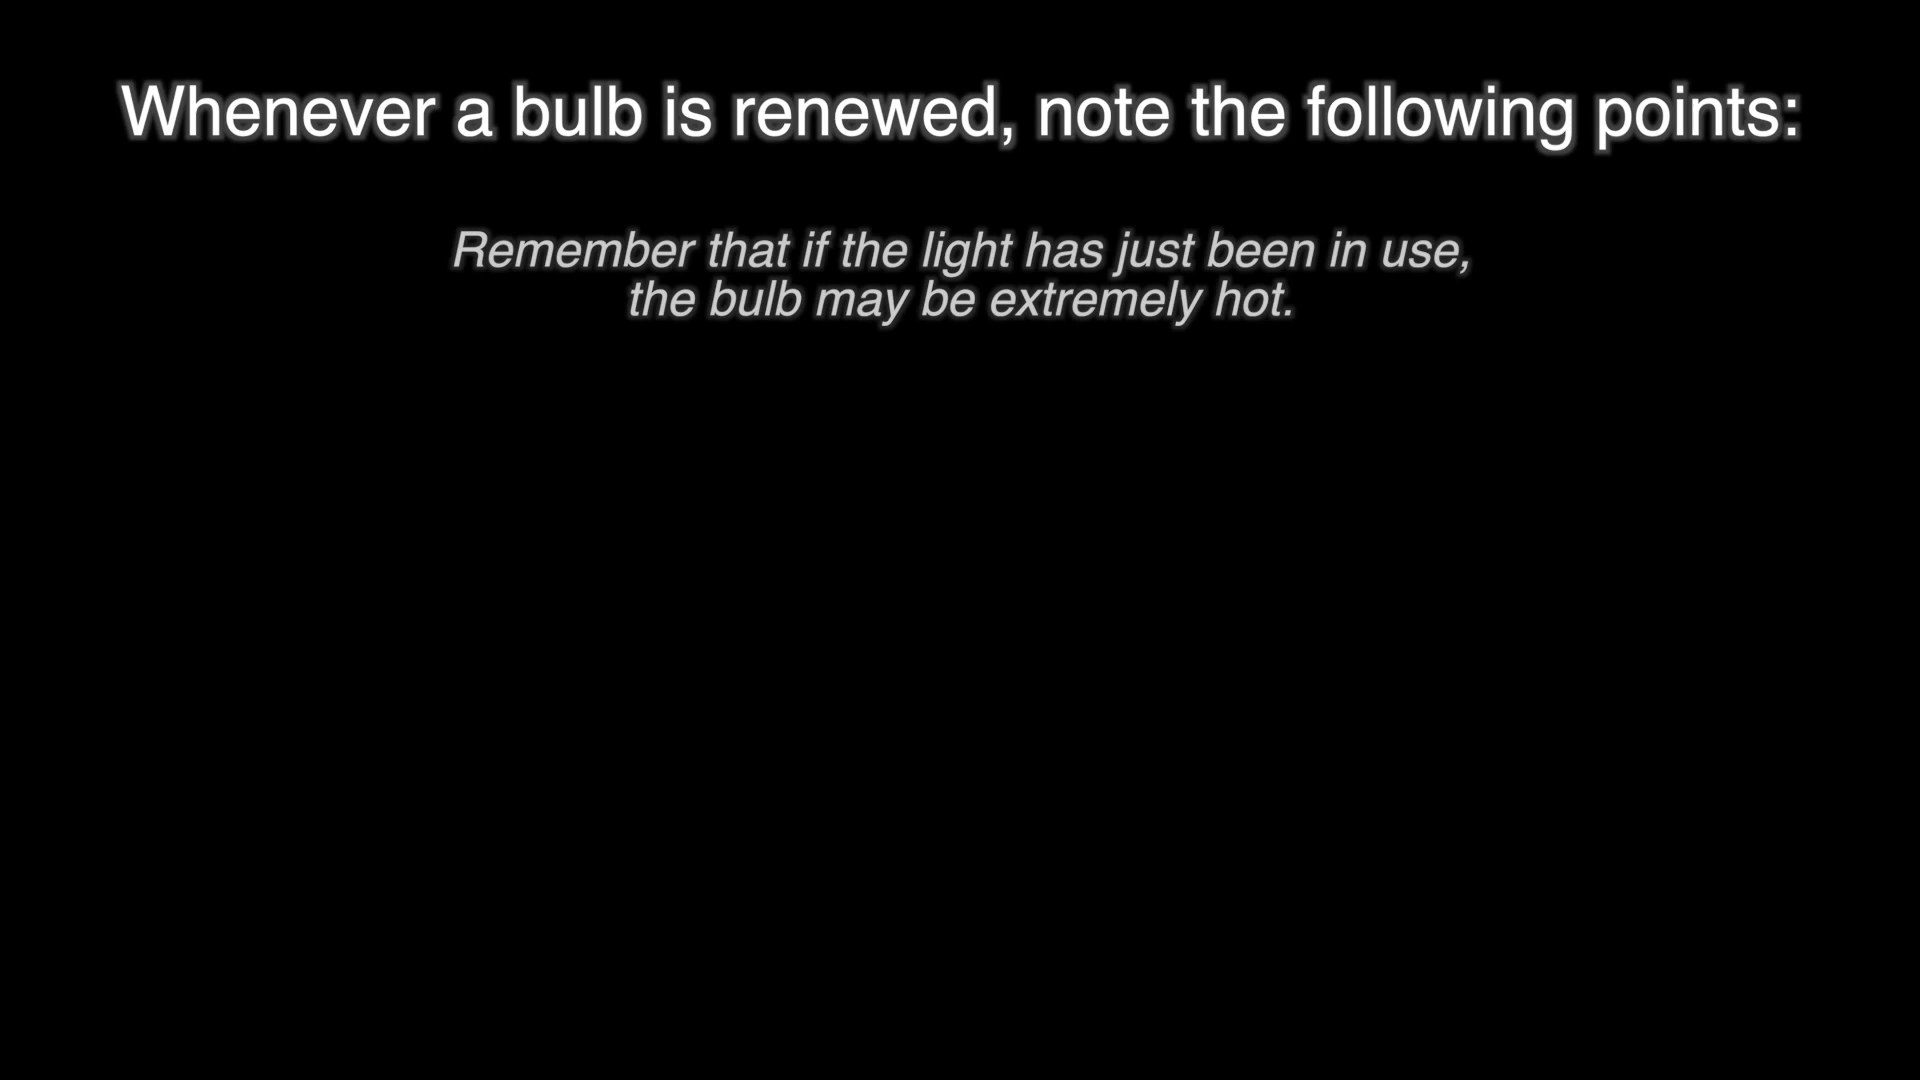 Whenever a bulb is renewed, note the following points:
Remember that if the light has just been in use,
the bulb may be extremely hot.